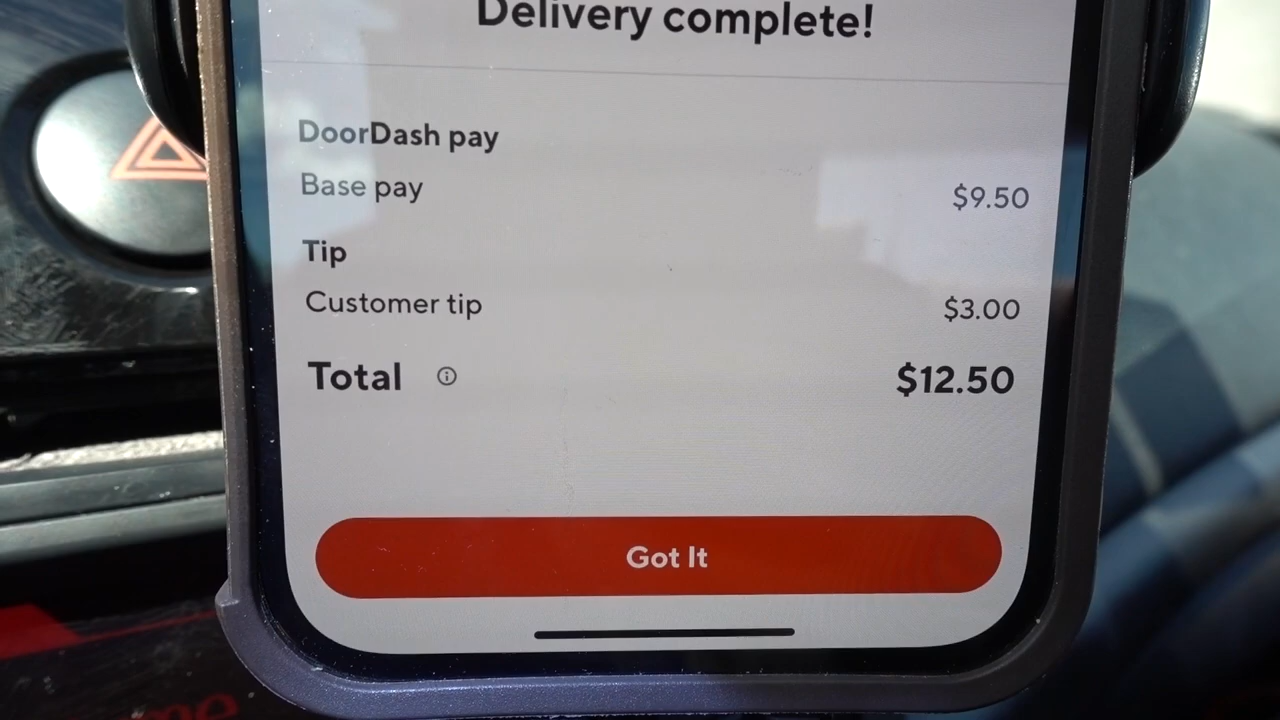 Delivery complete!
DoorDash pay
Base pay $9.50
Tip
Customer tip $3.00
Total $12.50
Got It